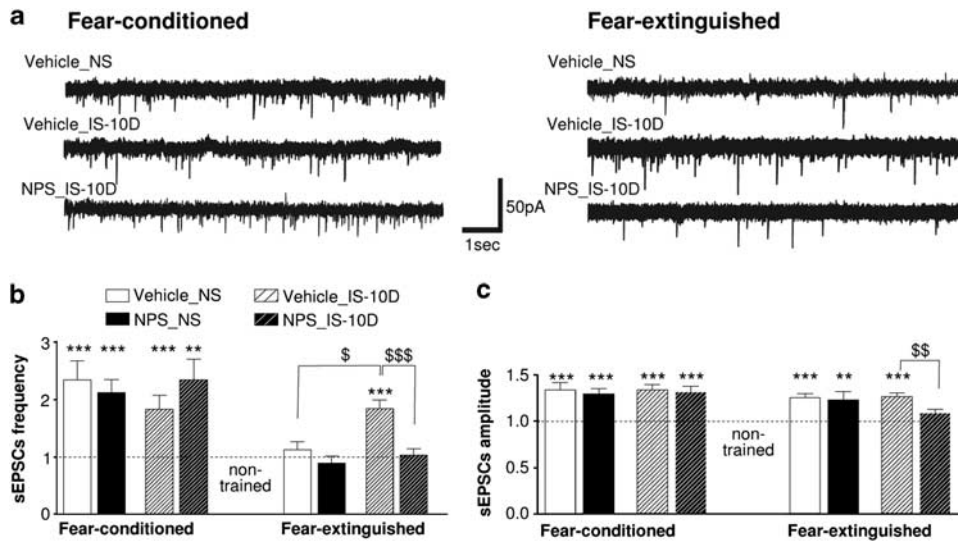 a
Fear-conditioned
Fear-extinguished
Vehicle_NS
Vehicle_IS-10D
NPS_IS-10D
Vehicle_NS
Vehicle_IS-10D
NPS_IS-10D
50pA
1sec
b
Vehicle_NS
Vehicle_IS-10D
NPS_NS
NPS_IS-10D
sEPSCs frequency
3
2
1
0
*** *** *** **
$ $$$
***
non-
trained
Fear-conditioned
Fear-extinguished
c
sEPSCs amplitude
1.5
1.0
0.5
0.0
*** *** *** ***
*** ** ***
$$
non-
trained
Fear-conditioned
Fear-extinguished